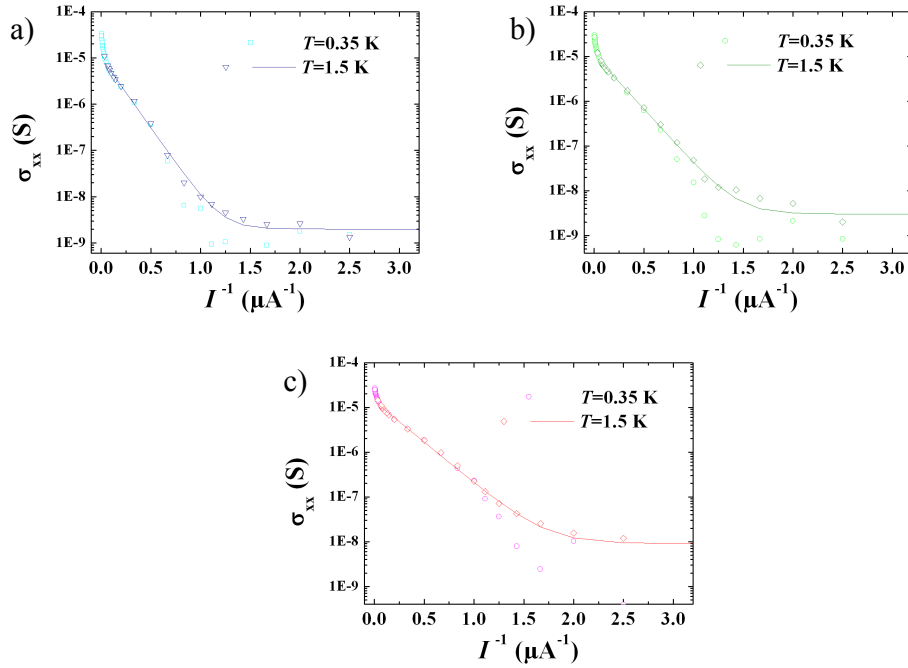 a)
1E-4
1E-5
1E-6
1E-7
1E-8
1E-9
σxx (S)
T=0.35 K
T=1.5 K
0.0 0.5 1.0 1.5 2.0 2.5 3.0
I⁻¹ (μA⁻¹)
b)
1E-4
1E-5
1E-6
1E-7
1E-8
1E-9
σxx (S)
T=0.35 K
T=1.5 K
0.0 0.5 1.0 1.5 2.0 2.5 3.0
I⁻¹ (μA⁻¹)
c)
1E-4
1E-5
1E-6
1E-7
1E-8
1E-9
σxx (S)
T=0.35 K
T=1.5 K
0.0 0.5 1.0 1.5 2.0 2.5 3.0
I⁻¹ (μA⁻¹)